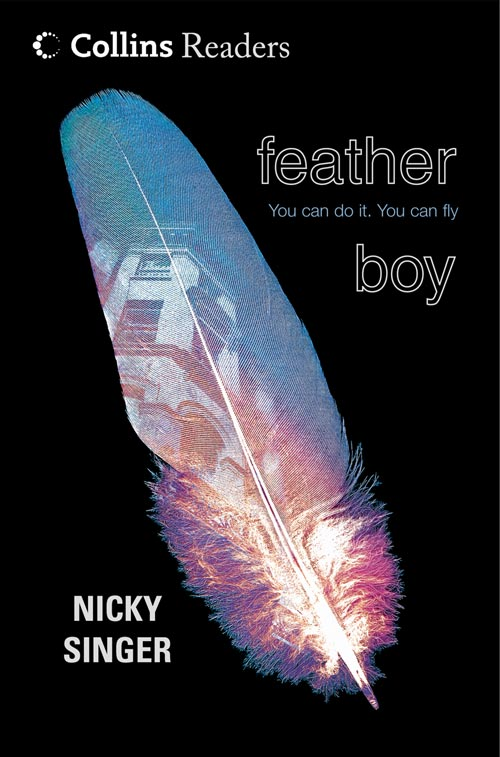 Collins Readers
feather
You can do it. You can fly
boy
NICKY
SINGER